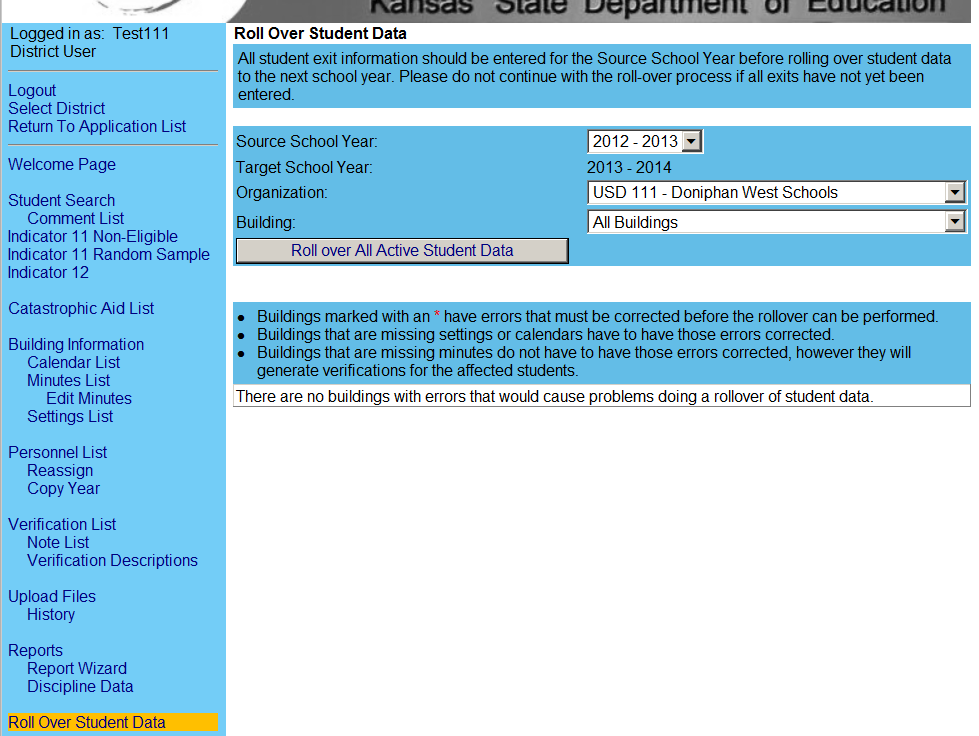 Kansas State Department of Education
Logged in as: Test111
District User
Logout
Select District
Return To Application List
Welcome Page
Student Search
Comment List
Indicator 11 Non-Eligible
Indicator 11 Random Sample
Indicator 12
Catastrophic Aid List
Building Information
Calendar List
Minutes List
Edit Minutes
Settings List
Personnel List
Reassign
Copy Year
Verification List
Note List
Verification Descriptions
Upload Files
History
Reports
Report Wizard
Discipline Data
Roll Over Student Data
Roll Over Student Data
All student exit information should be entered for the Source School Year before rolling over student data
to the next school year. Please do not continue with the roll-over process if all exits have not yet been
entered.
Source School Year: 2012 - 2013
Target School Year: 2013 - 2014
Organization: USD 111 - Doniphan West Schools
Building: All Buildings
Roll over All Active Student Data
• Buildings marked with an * have errors that must be corrected before the rollover can be performed.
• Buildings that are missing settings or calendars have to have those errors corrected.
• Buildings that are missing minutes do not have to have those errors corrected, however they will
generate verifications for the affected students.
There are no buildings with errors that would cause problems doing a rollover of student data.